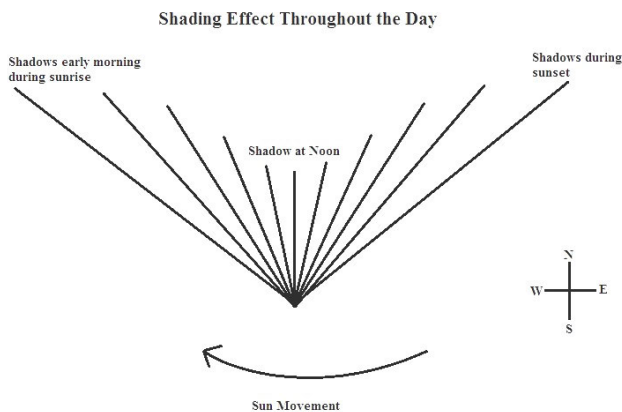 Shading Effect Throughout the Day
Shadows early morning
during sunrise
Shadows during
sunset
Shadow at Noon
N
W
E
S
Sun Movement